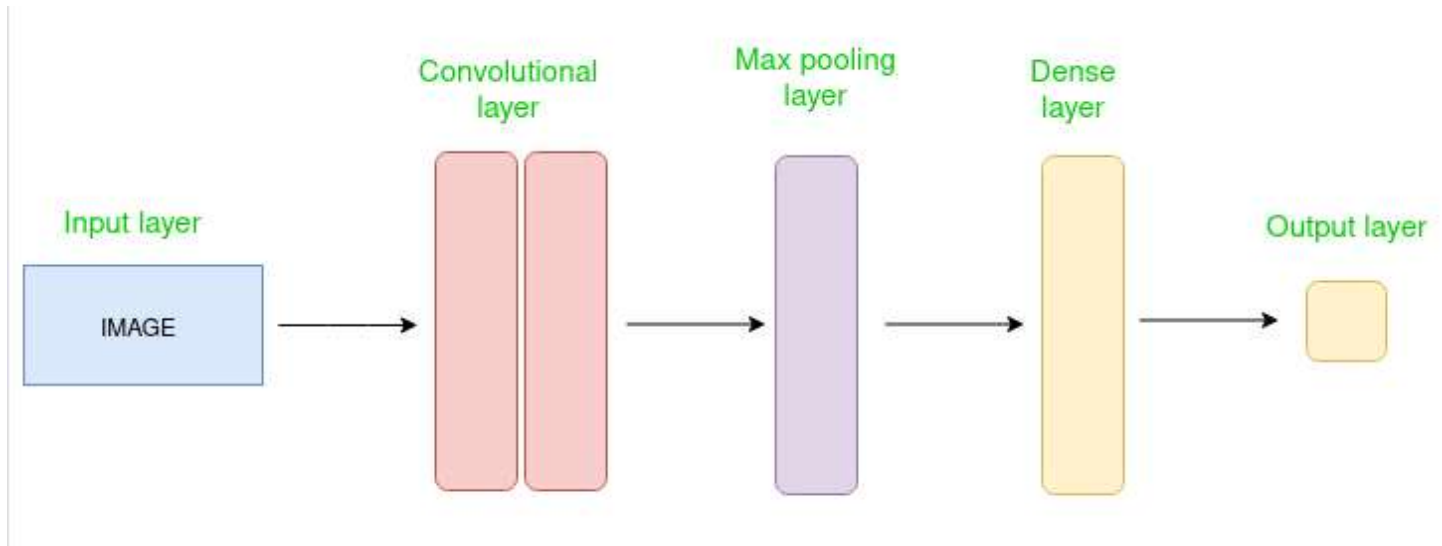 Input layer
IMAGE
Convolutional
layer
Max pooling
layer
Dense
layer
Output layer